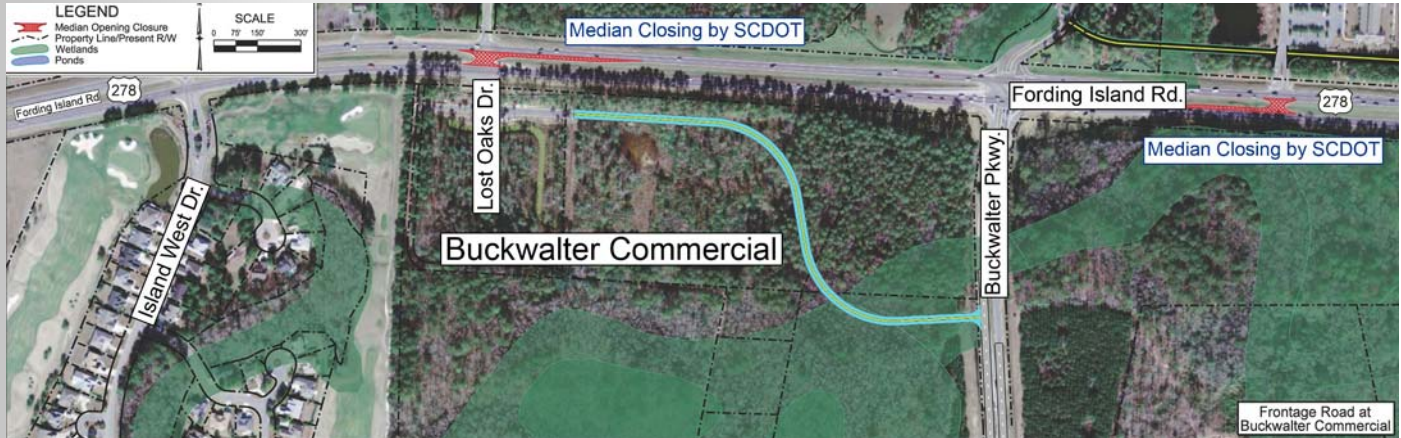 LEGEND
Median Opening Closure
Property Line/Present R/W
Wetlands
Ponds
SCALE
0 75' 150' 300'
Median Closing by SCDOT
Fording Island Rd.
278
Lost Oaks Dr.
Fording Island Rd.
278
Median Closing by SCDOT
Island West Dr.
Buckwalter Commercial
Buckwalter Pkwy.
Frontage Road at
Buckwalter Commercial